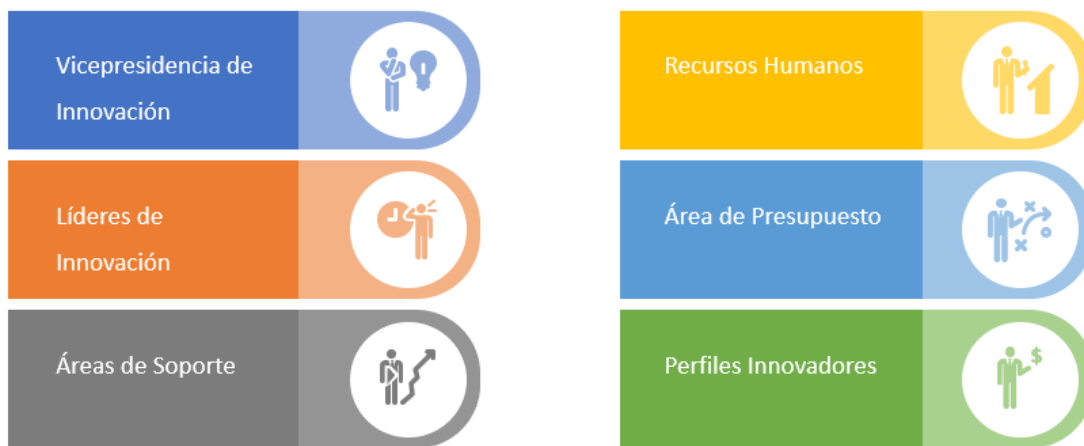 Vicepresidencia de
Innovación
Líderes de
Innovación
Áreas de Soporte
Recursos Humanos
Área de Presupuesto
Perfiles Innovadores
$